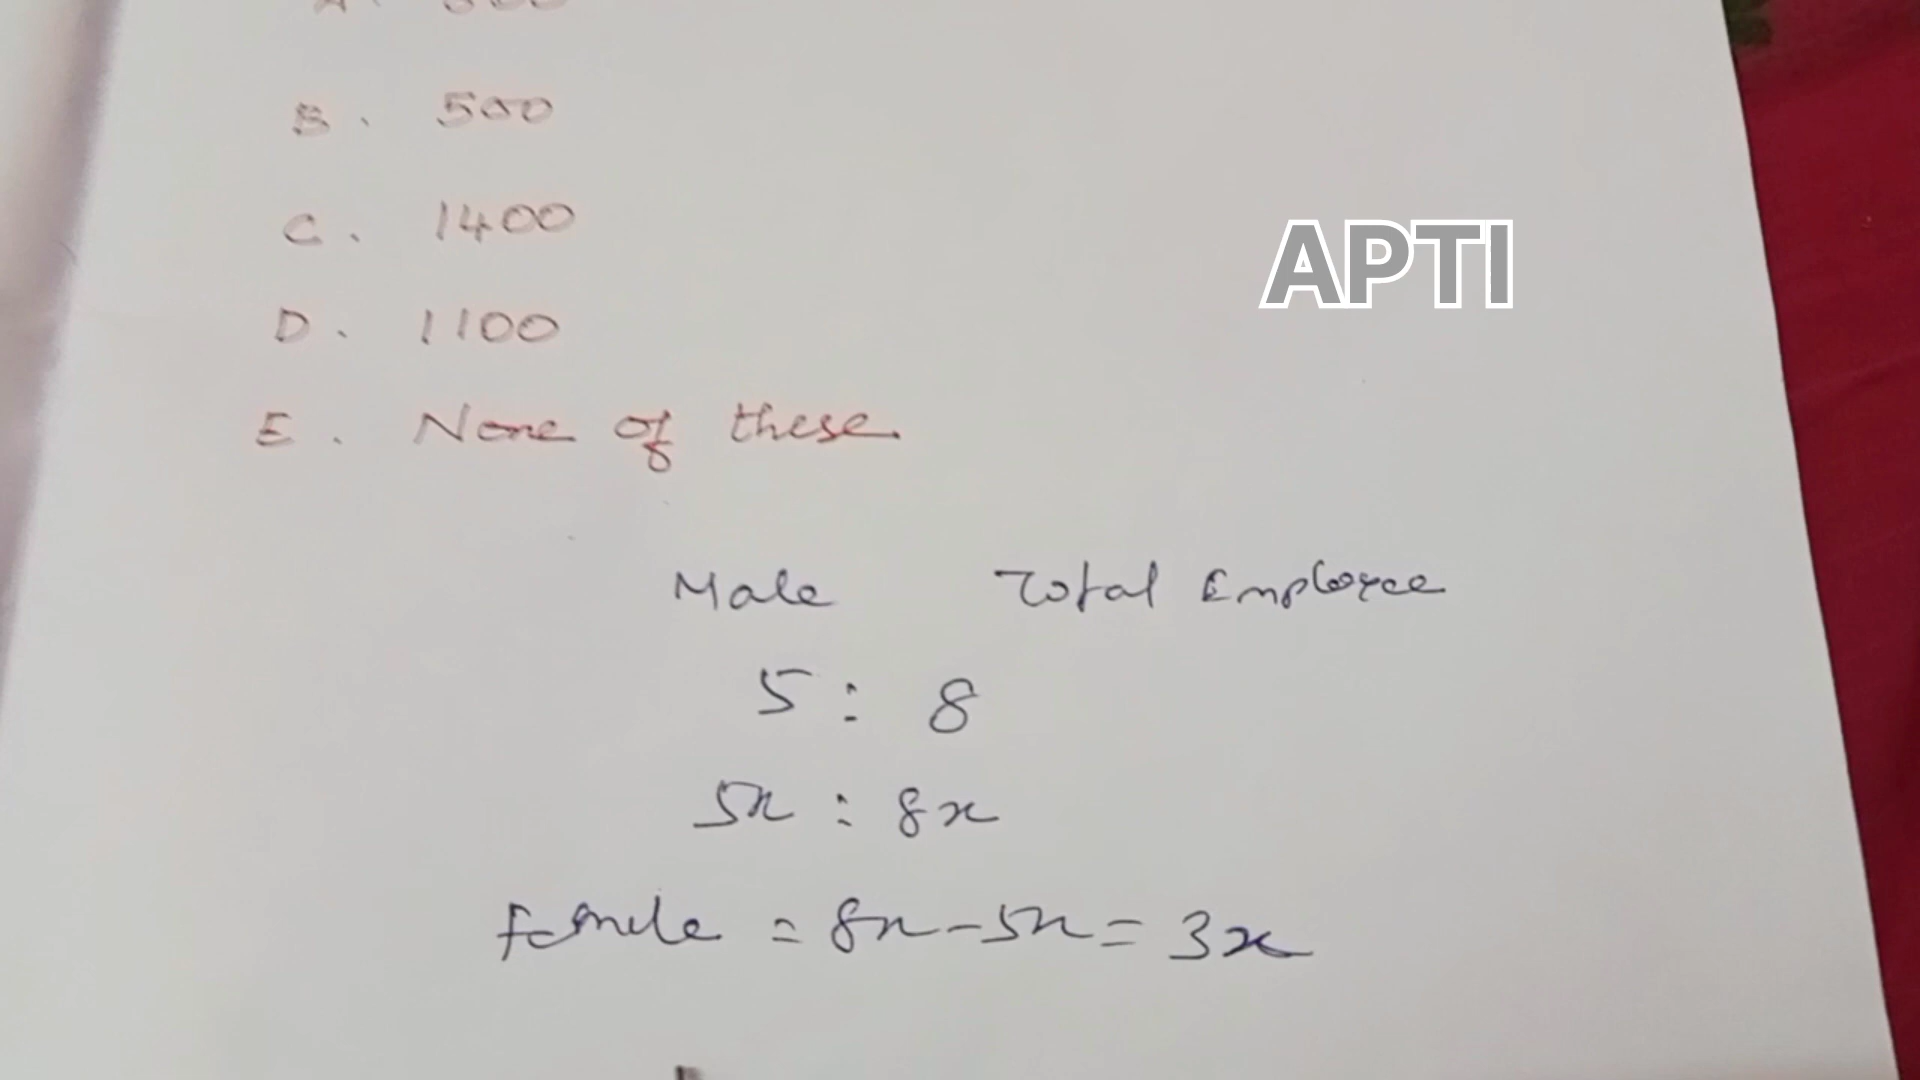 B. 500
C. 1400
APTI
D. 1100
E. None of these.
Male Total Employee
5 : 8
5x : 8x
Female = 8x - 5x = 3x